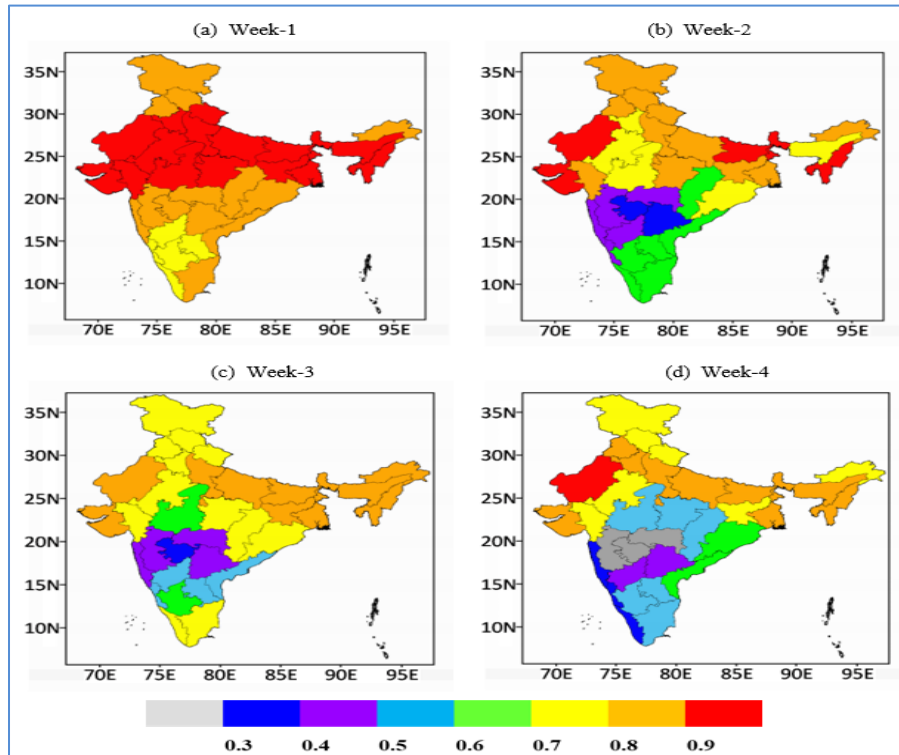 (a) Week-1
(b) Week-2
35N
30N
25N
20N
15N
10N
70E 75E 80E 85E 90E 95E
35N
30N
25N
20N
15N
10N
70E 75E 80E 85E 90E 95E
(c) Week-3
(d) Week-4
35N
30N
25N
20N
15N
10N
70E 75E 80E 85E 90E 95E
35N
30N
25N
20N
15N
10N
70E 75E 80E 85E 90E 95E
0.3 0.4 0.5 0.6 0.7 0.8 0.9